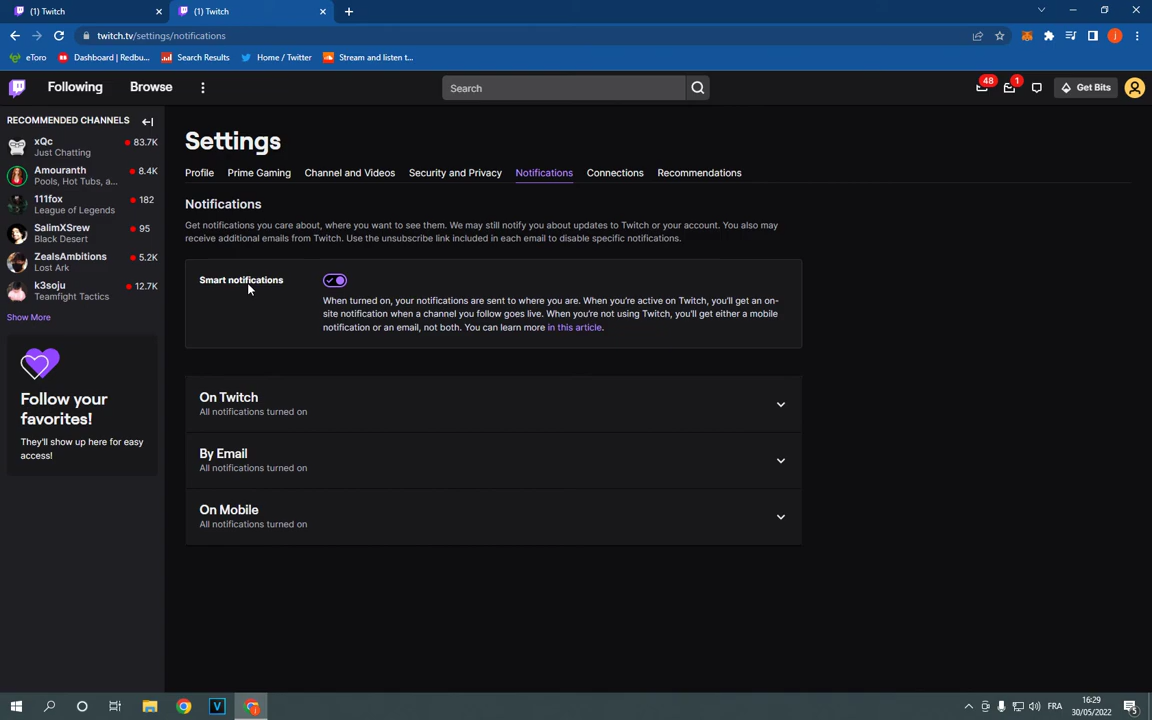 (1) Twitch
(1) Twitch
twitch.tv/settings/notifications
eToro
Dashboard | Redbu...
Search Results
Home / Twitter
Stream and listen t...
Following
Browse
Search
48
1
Get Bits
RECOMMENDED CHANNELS
xQc
83.7K
Just Chatting
Amouranth
8.4K
Pools, Hot Tubs, a...
111fox
182
League of Legends
SalimXSrew
95
Black Desert
ZealsAmbitions
5.2K
Lost Ark
k3soju
12.7K
Teamfight Tactics
Show More
Follow your
favorites!
They'll show up here for easy
access!
Settings
Profile
Prime Gaming
Channel and Videos
Security and Privacy
Notifications
Connections
Recommendations
Notifications
Get notifications you care about, where you want to see them. We may still notify you about updates to Twitch or your account. You also may
receive additional emails from Twitch. Use the unsubscribe link included in each email to disable specific notifications.
Smart notifications
When turned on, your notifications are sent to where you are. When you're active on Twitch, you'll get an on-
site notification when a channel you follow goes live. When you're not using Twitch, you'll get either a mobile
notification or an email, not both. You can learn more in this article.
On Twitch
All notifications turned on
By Email
All notifications turned on
On Mobile
All notifications turned on
FRA
16:29
30/05/2022
5